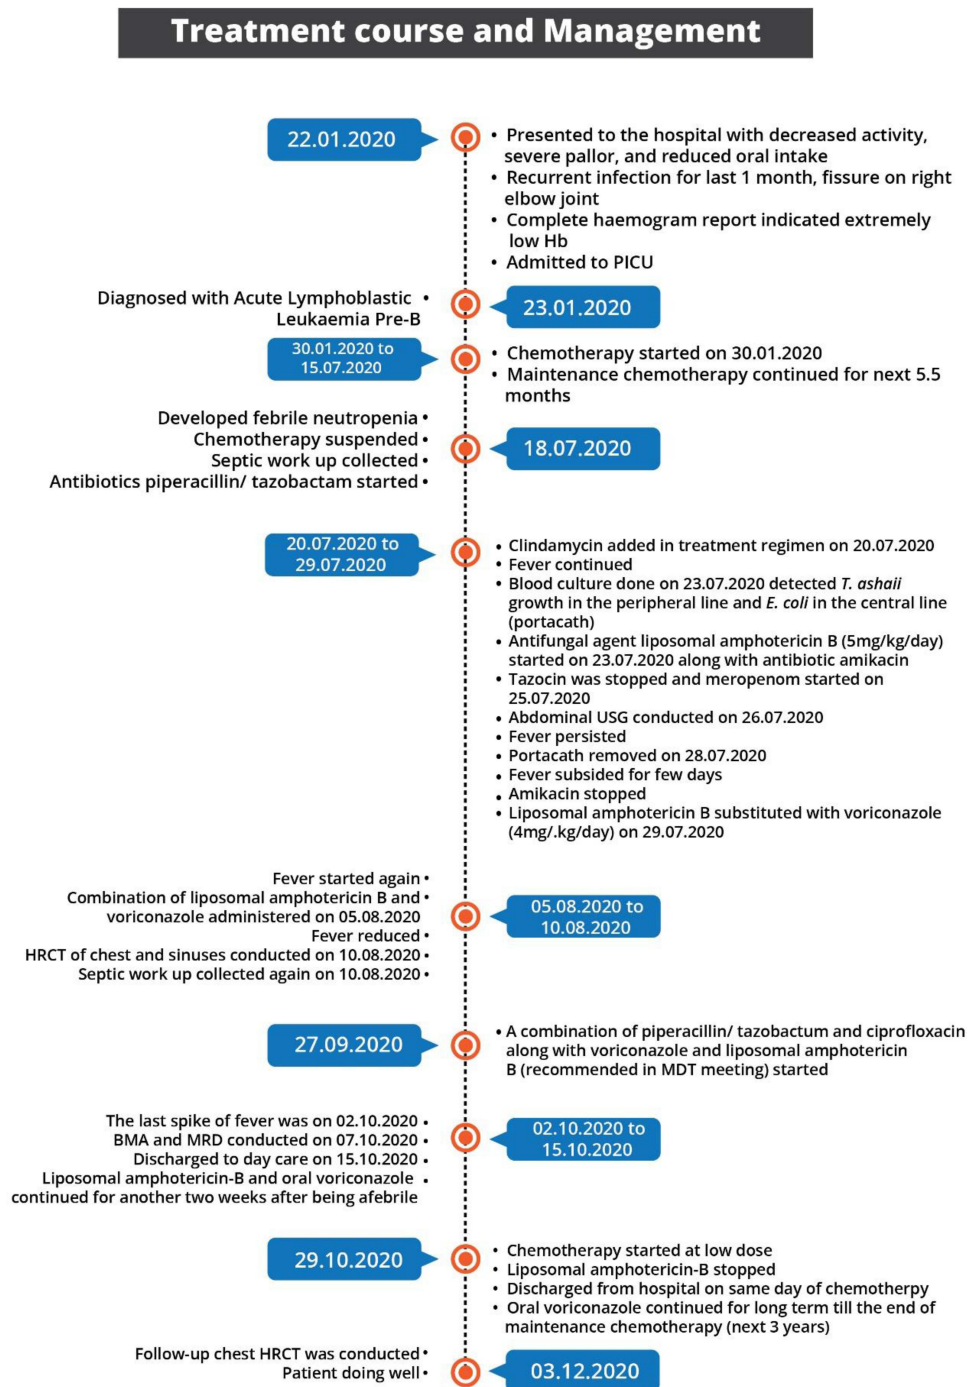 Treatment course and Management
22.01.2020
• Presented to the hospital with decreased activity,
severe pallor, and reduced oral intake
• Recurrent infection for last 1 month, fissure on right
elbow joint
• Complete haemogram report indicated extremely
low Hb
• Admitted to PICU
23.01.2020
Diagnosed with Acute Lymphoblastic •
Leukaemia Pre-B
30.01.2020 to
15.07.2020
• Chemotherapy started on 30.01.2020
• Maintenance chemotherapy continued for next 5.5
months
18.07.2020
Developed febrile neutropenia •
Chemotherapy suspended •
Septic work up collected •
Antibiotics piperacillin/ tazobactam started •
20.07.2020 to
29.07.2020
• Clindamycin added in treatment regimen on 20.07.2020
• Fever continued
• Blood culture done on 23.07.2020 detected T. ashaii
growth in the peripheral line and E. coli in the central line
(portacath)
• Antifungal agent liposomal amphotericin B (5mg/kg/day)
started on 23.07.2020 along with antibiotic amikacin
• Tazocin was stopped and meropenom started on
25.07.2020
• Abdominal USG conducted on 26.07.2020
• Fever persisted
• Portacath removed on 28.07.2020
• Fever subsided for few days
• Amikacin stopped
• Liposomal amphotericin B substituted with voriconazole
(4mg/.kg/day) on 29.07.2020
05.08.2020 to
10.08.2020
Fever started again •
Combination of liposomal amphotericin B and •
voriconazole administered on 05.08.2020
Fever reduced •
HRCT of chest and sinuses conducted on 10.08.2020 •
Septic work up collected again on 10.08.2020 •
27.09.2020
• A combination of piperacillin/ tazobactum and ciprofloxacin
along with voriconazole and liposomal amphotericin
B (recommended in MDT meeting) started
02.10.2020 to
15.10.2020
The last spike of fever was on 02.10.2020 •
BMA and MRD conducted on 07.10.2020 •
Discharged to day care on 15.10.2020 •
Liposomal amphotericin-B and oral voriconazole •
continued for another two weeks after being afebrile
29.10.2020
• Chemotherapy started at low dose
• Liposomal amphotericin-B stopped
• Discharged from hospital on same day of chemotherpy
• Oral voriconazole continued for long term till the end of
maintenance chemotherapy (next 3 years)
03.12.2020
Follow-up chest HRCT was conducted •
Patient doing well •